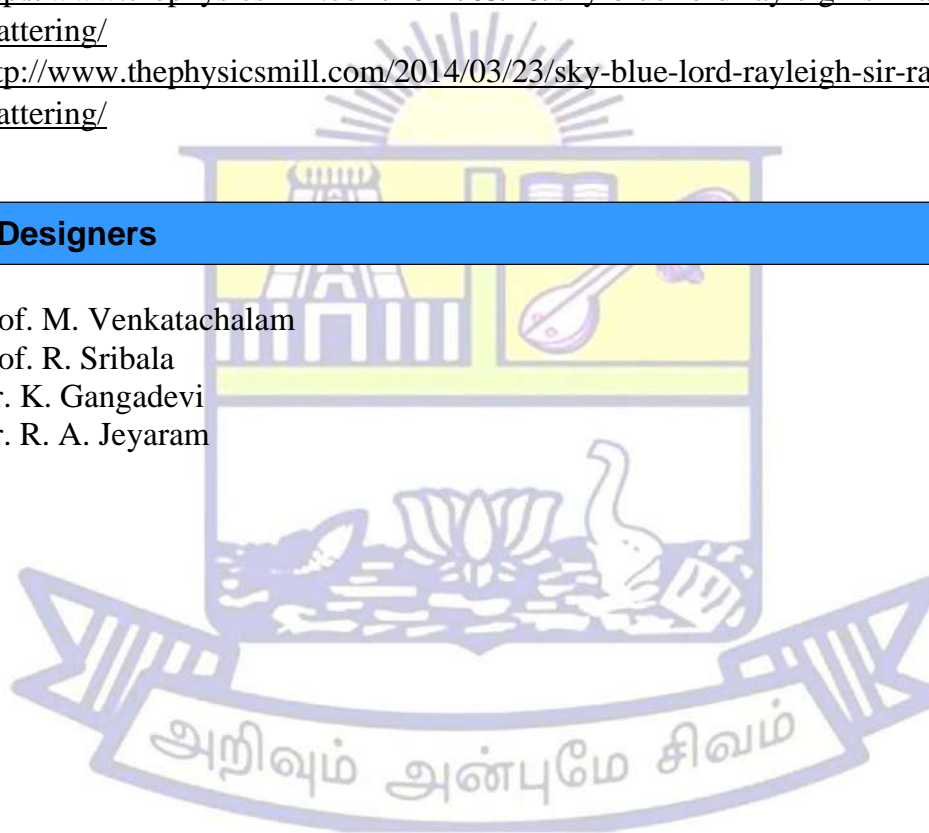 attering/
tp://www.thephysicsmill.com/2014/03/23/sky-blue-lord-rayleigh-sir-ra
attering/
Designers
of. M. Venkatachalam
of. R. Sribala
r. K. Gangadevi
r. R. A. Jeyaram
அறிவும் அன்புமே சிவம்